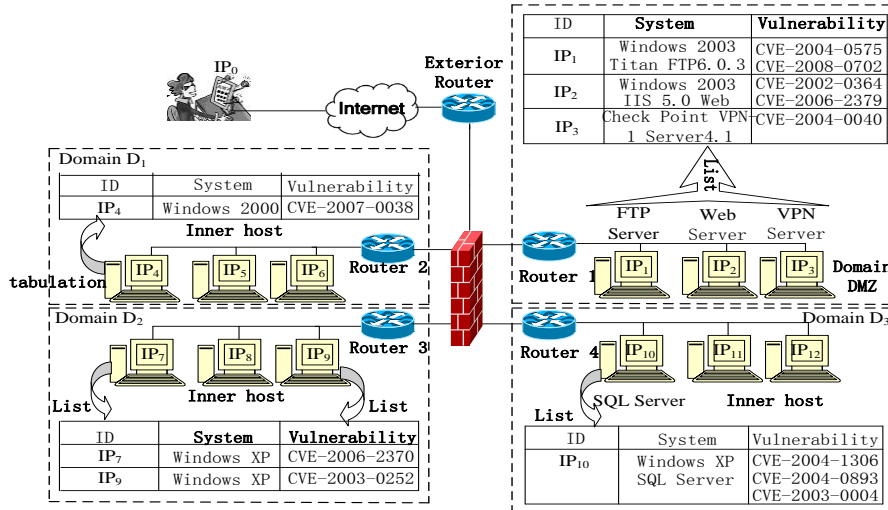 IP0
Internet
Exterior
Router
ID System Vulnerability
IP1 Windows 2003 Titan FTP6.0.3 CVE-2004-0575 CVE-2008-0702
IP2 Windows 2003 IIS 5.0 Web CVE-2002-0364 CVE-2006-2379
IP3 Check Point VPN-1 Server4.1 CVE-2004-0040
List
FTP Server
Web Server
VPN Server
IP1 IP2 IP3
Domain DMZ
Router 1
Domain D1
ID System Vulnerability
IP4 Windows 2000 CVE-2007-0038
Inner host
tabulation
IP4 IP5 IP6
Router 2
Domain D2
IP7 IP8 IP9
Router 3
Inner host
List
List
ID System Vulnerability
IP7 Windows XP CVE-2006-2370
IP9 Windows XP CVE-2003-0252
Domain D3
Router 4
IP10 IP11 IP12
SQL Server
Inner host
List
ID System Vulnerability
IP10 Windows XP SQL Server CVE-2004-1306 CVE-2004-0893 CVE-2003-0004